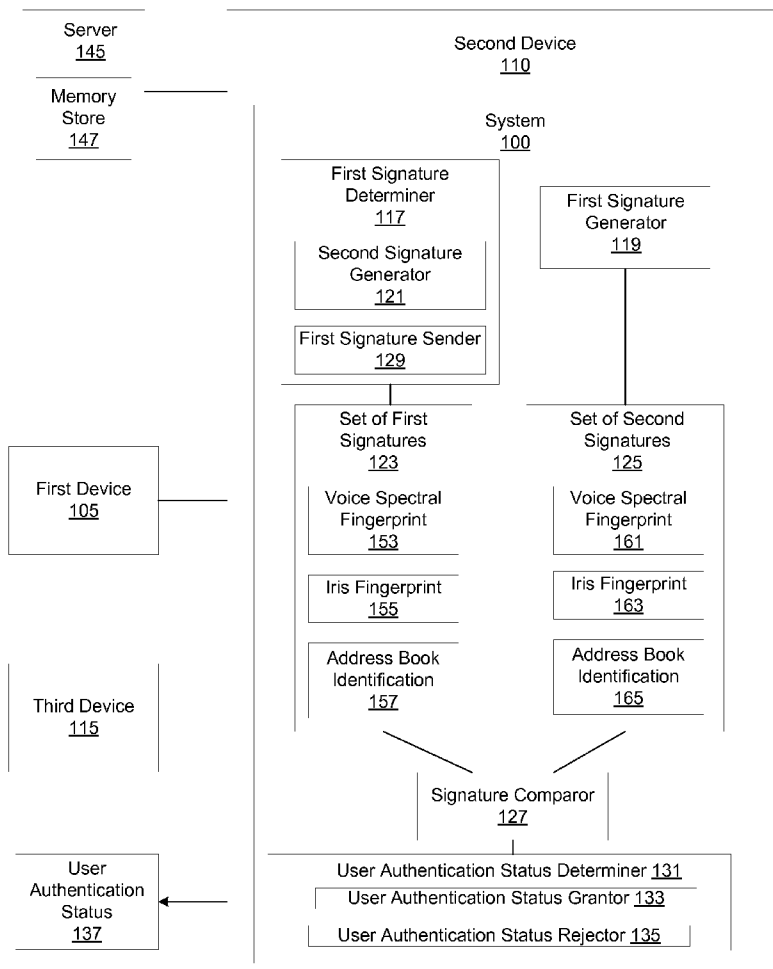 Server
145
Memory
Store
147
Second Device
110
System
100
First Signature
Determiner
117
Second Signature
Generator
121
First Signature Sender
129
First Signature
Generator
119
Set of First
Signatures
123
Voice Spectral
Fingerprint
153
Iris Fingerprint
155
Address Book
Identification
157
Set of Second
Signatures
125
Voice Spectral
Fingerprint
161
Iris Fingerprint
163
Address Book
Identification
165
First Device
105
Third Device
115
Signature Comparor
127
User Authentication Status Determiner 131
User Authentication Status Grantor 133
User Authentication Status Rejector 135
User
Authentication
Status
137